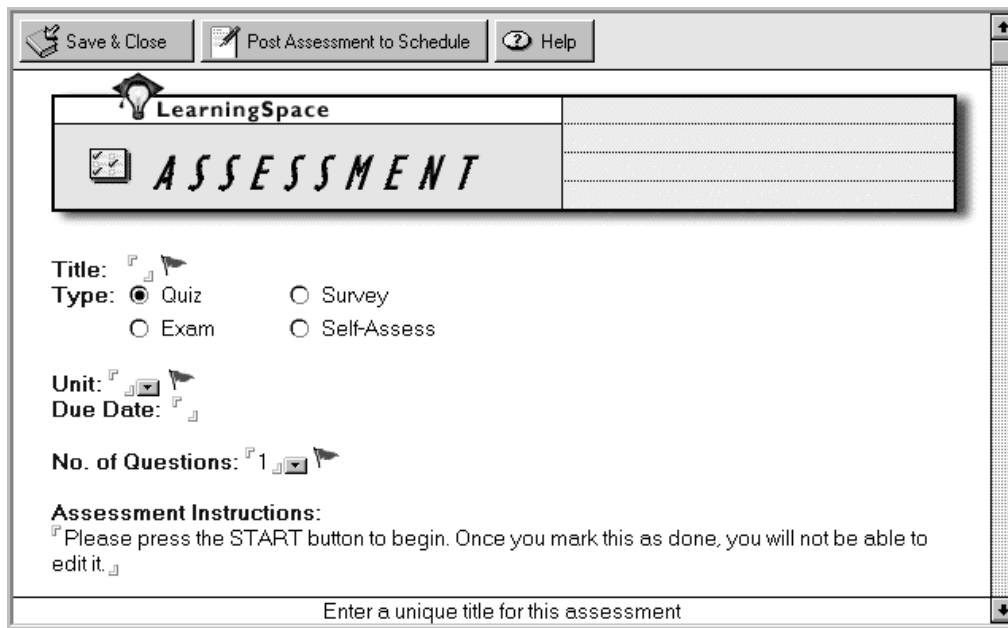 Save & Close Post Assessment to Schedule Help
LearningSpace
ASSESSMENT
Title:
Type: Quiz Survey
Exam Self-Assess
Unit:
Due Date:
No. of Questions: 1
Assessment Instructions:
Please press the START button to begin. Once you mark this as done, you will not be able to
edit it.
Enter a unique title for this assessment